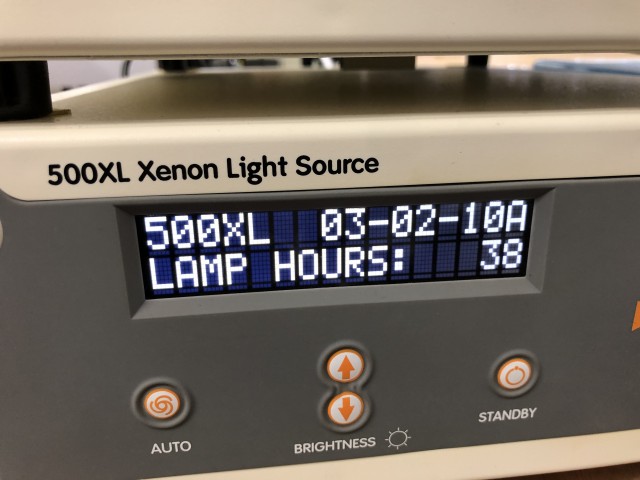 500XL Xenon Light Source
500XL 03-02-10A
LAMP HOURS: 38
AUTO
BRIGHTNESS
STANDBY